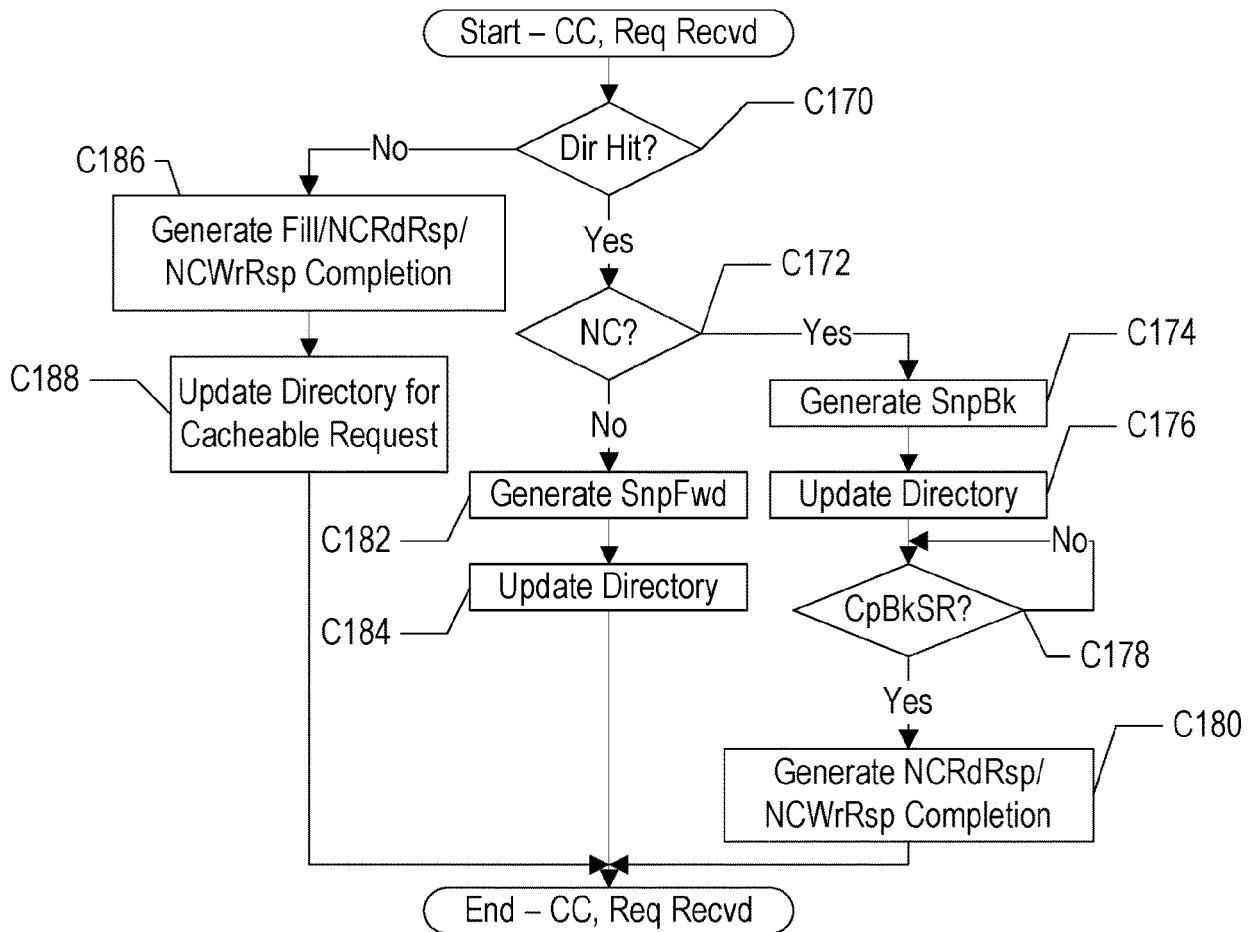 Start – CC, Req Recvd
C170
Dir Hit?
No
C186
Generate Fill/NCRdRsp/
NCWrRsp Completion
Yes
C172
NC?
Yes
C174
Generate SnpBk
C188
Update Directory for
Cacheable Request
No
C176
Generate SnpFwd
Update Directory
C182
No
Update Directory
CpBkSR?
C184
C178
Yes
C180
Generate NCRdRsp/
NCWrRsp Completion
End – CC, Req Recvd